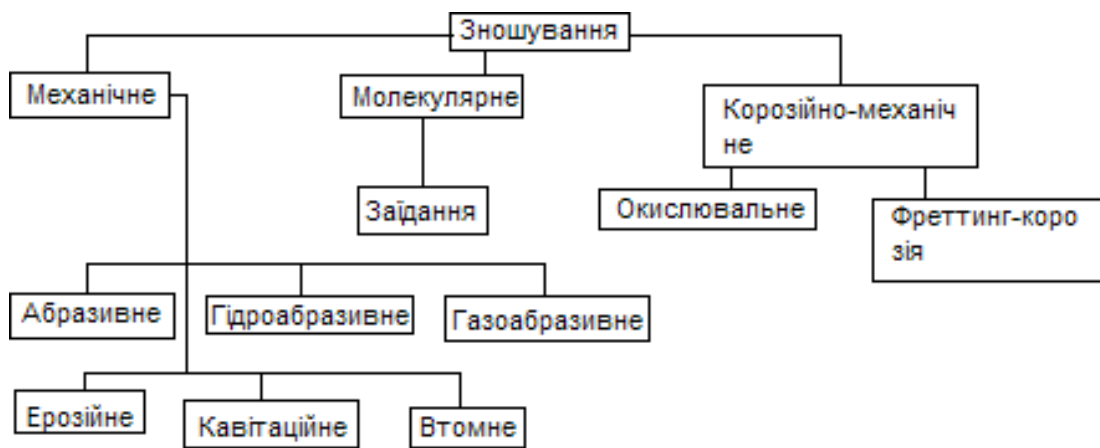 Зношування
Механічне
Молекулярне
Корозійно-механіч
не
Заїдання
Окислювальне
Фреттинг-коро
зія
Абразивне
Гідроабразивне
Газоабразивне
Ерозійне
Кавітаційне
Втомне